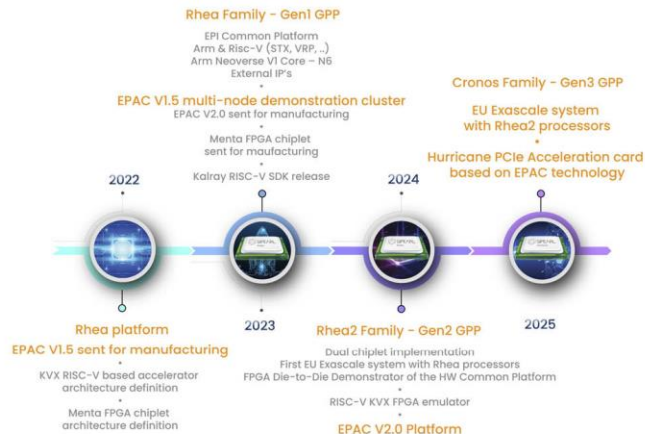 Rhea Family - Gen1 GPP
EPI Common Platform
Arm & Risc-V (STX, VRP, ..)
Arm Neoverse V1 Core – N6
External IP's
EPAC V1.5 multi-node demonstration cluster
EPAC V2.0 sent for manufacturing
Menta FPGA chiplet
sent for maufacturing
Kalray RISC-V SDK release
Cronos Family - Gen3 GPP
EU Exascale system
with Rhea2 processors
Hurricane PCIe Acceleration card
based on EPAC technology
2022
2024
2023
2025
Rhea platform
EPAC V1.5 sent for manufacturing
KVX RISC-V based accelerator
architecture definition
Menta FPGA chiplet
architecture definition
Rhea2 Family - Gen2 GPP
Dual chiplet implementation
First EU Exascale system with Rhea processors
FPGA Die-to-Die Demonstrator of the HW Common Platform
RISC-V KVX FPGA emulator
EPAC V2.0 Platform